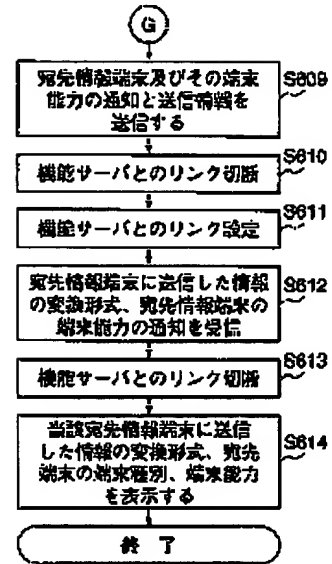 G
宛先情報端末及びその端末
能力の通知と送信情報を
送信する
S609
機能サーバとのリンク切断
S610
機能サーバとのリンク設定
S611
宛先情報端末に送信した情報
の変換形式、宛先情報端末の
端末能力の通知を受信
S612
機能サーバとのリンク切断
S613
当該宛先情報端末に送信
した情報の変換形式、宛先
端末の端末種別、端末能力
を表示する
S614
終了